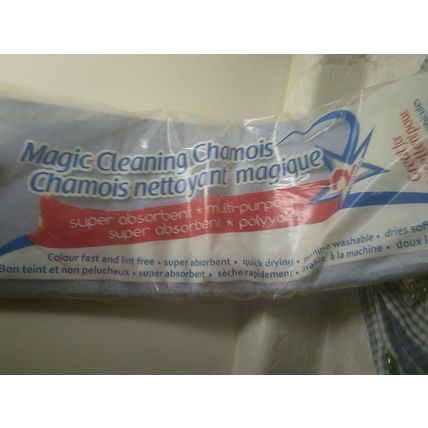 Magic Cleaning Chamois
Chamois nettoyant magique
super absorbent * multi-purpose
super absorbent * polyvalent
Colour fast and lint free • super absorbent • quick drying • machine washable • dries soft
Bon teint et non pelucheux • super absorbent • sèche rapidement • lavable à la machine • doux